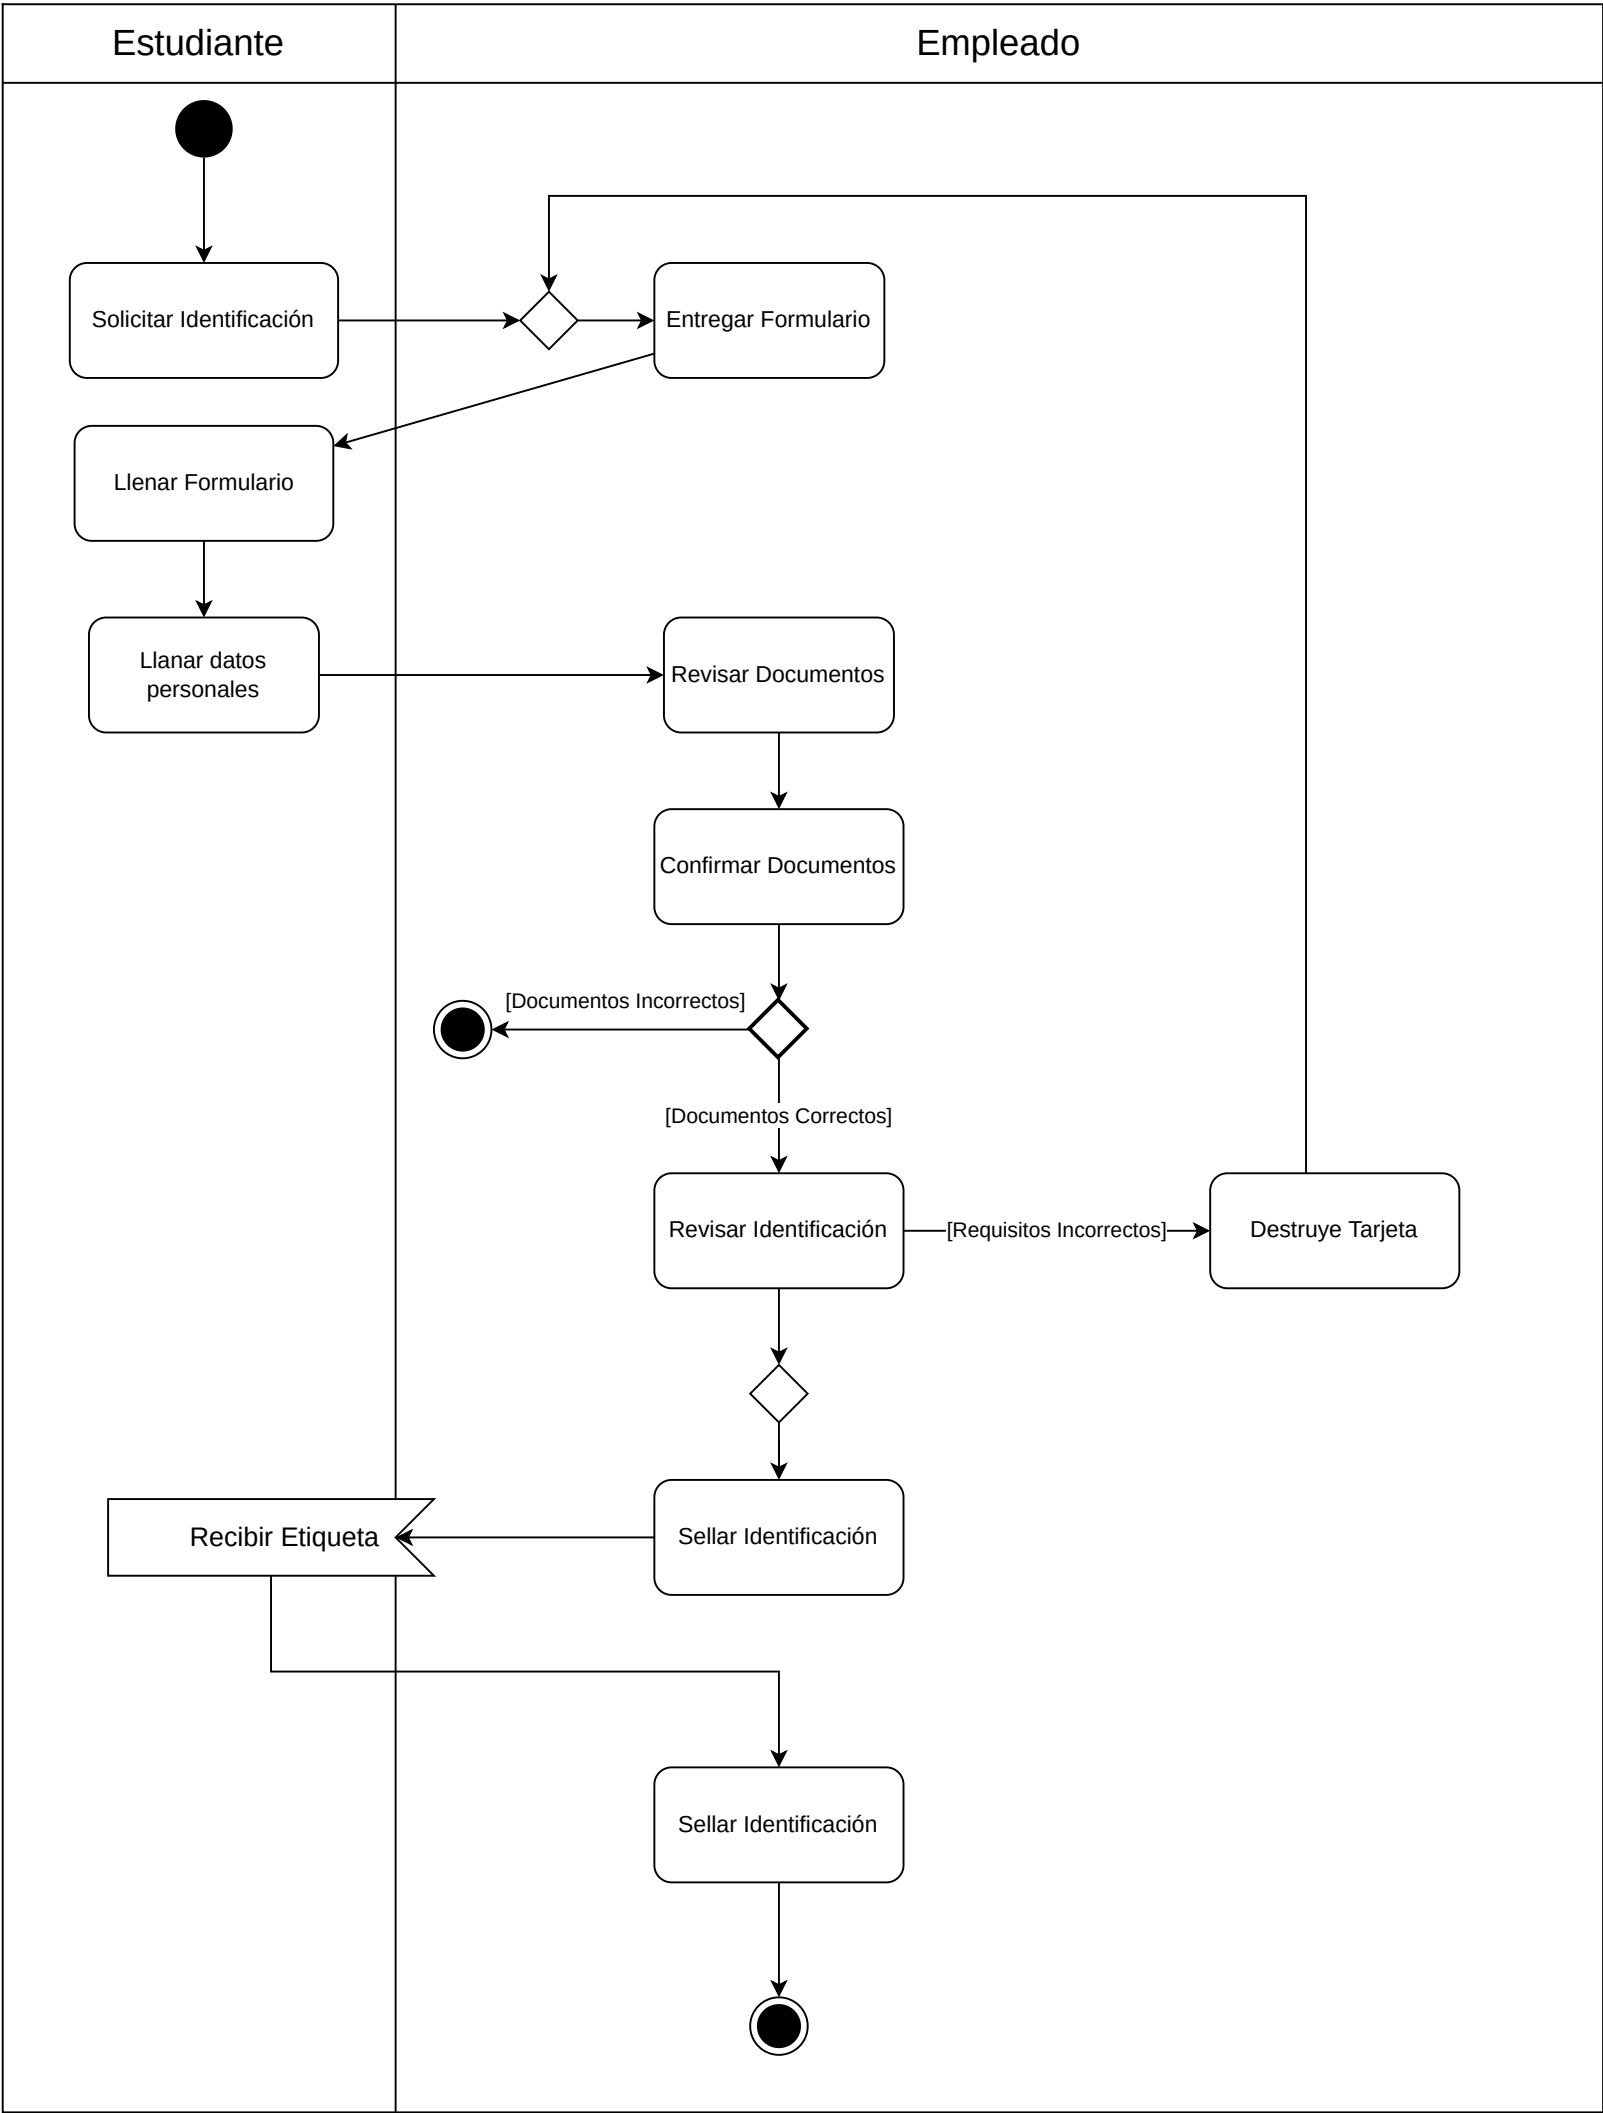 Estudiante
Empleado
Solicitar Identificación
Entregar Formulario
Llenar Formulario
Llanar datos
personales
Revisar Documentos
Confirmar Documentos
[Documentos Incorrectos]
[Documentos Correctos]
Revisar Identificación
[Requisitos Incorrectos]
Destruye Tarjeta
Recibir Etiqueta
Sellar Identificación
Sellar Identificación